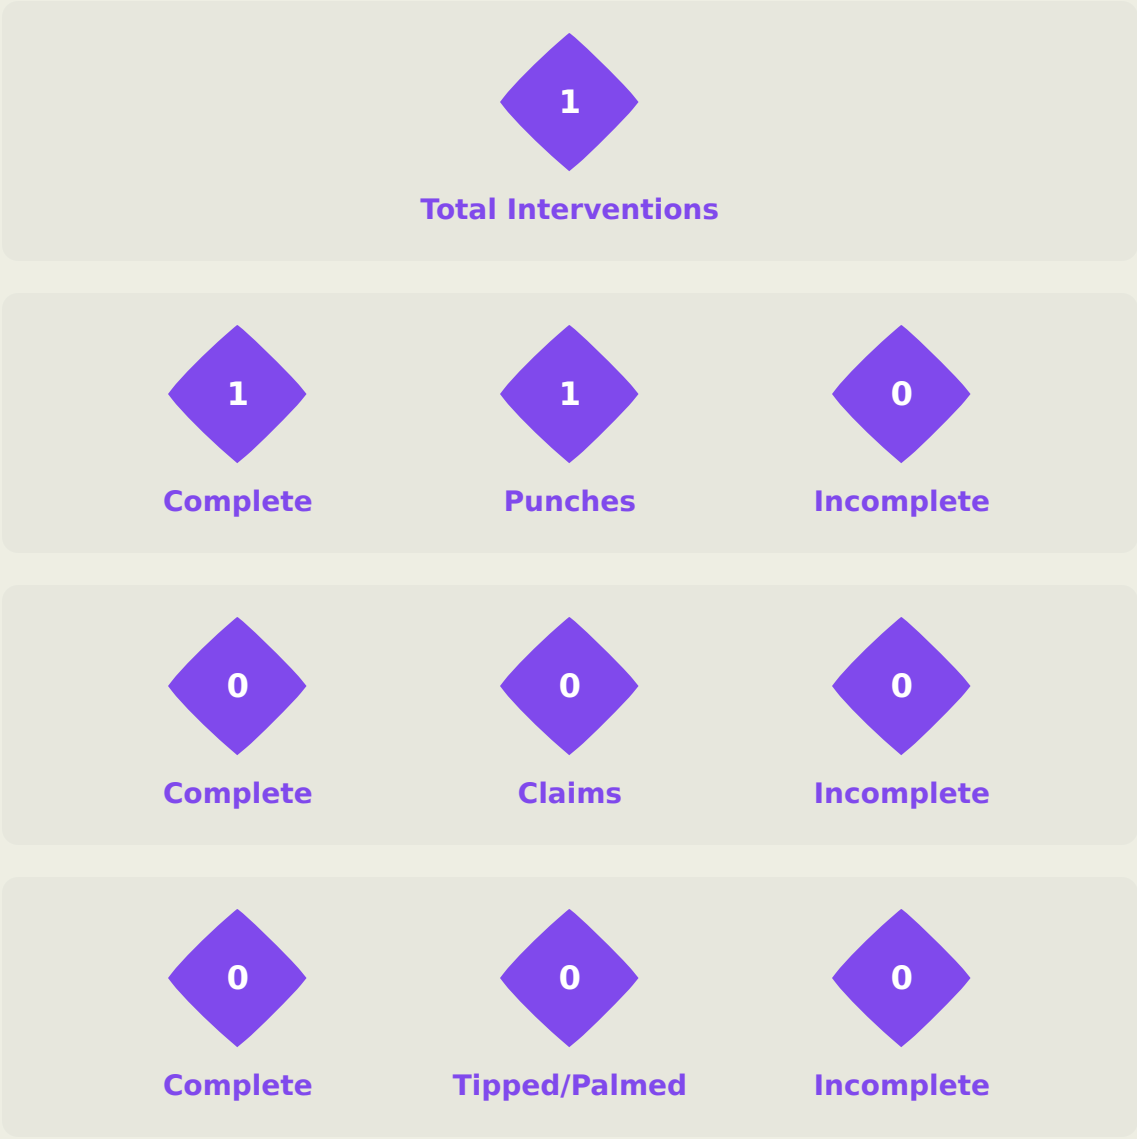 1
Total Interventions
1 1 0
Complete Punches Incomplete
0 0 0
Complete Claims Incomplete
0 0 0
Complete Tipped/Palmed Incomplete